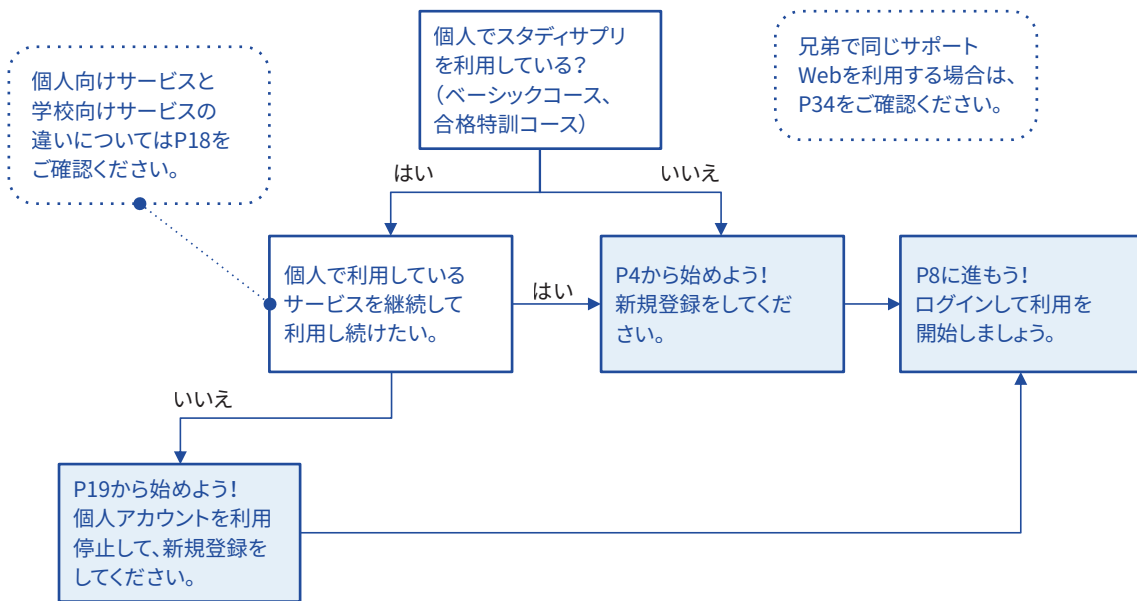 個人でスタディサプリ
を利用している?
（ベーシックコース、
合格特訓コース）
兄弟で同じサポート
Webを利用する場合は、
P34をご確認ください。
個人向けサービスと
学校向けサービスの
違いについてはP18を
ご確認ください。
はい
いいえ
個人で利用している
サービスを継続して
利用し続けたい。
はい
P4から始めよう!
新規登録をしてくだ
さい。
P8に進もう!
ログインして利用を
開始しましょう。
いいえ
P19から始めよう!
個人アカウントを利用
停止して、新規登録を
してください。